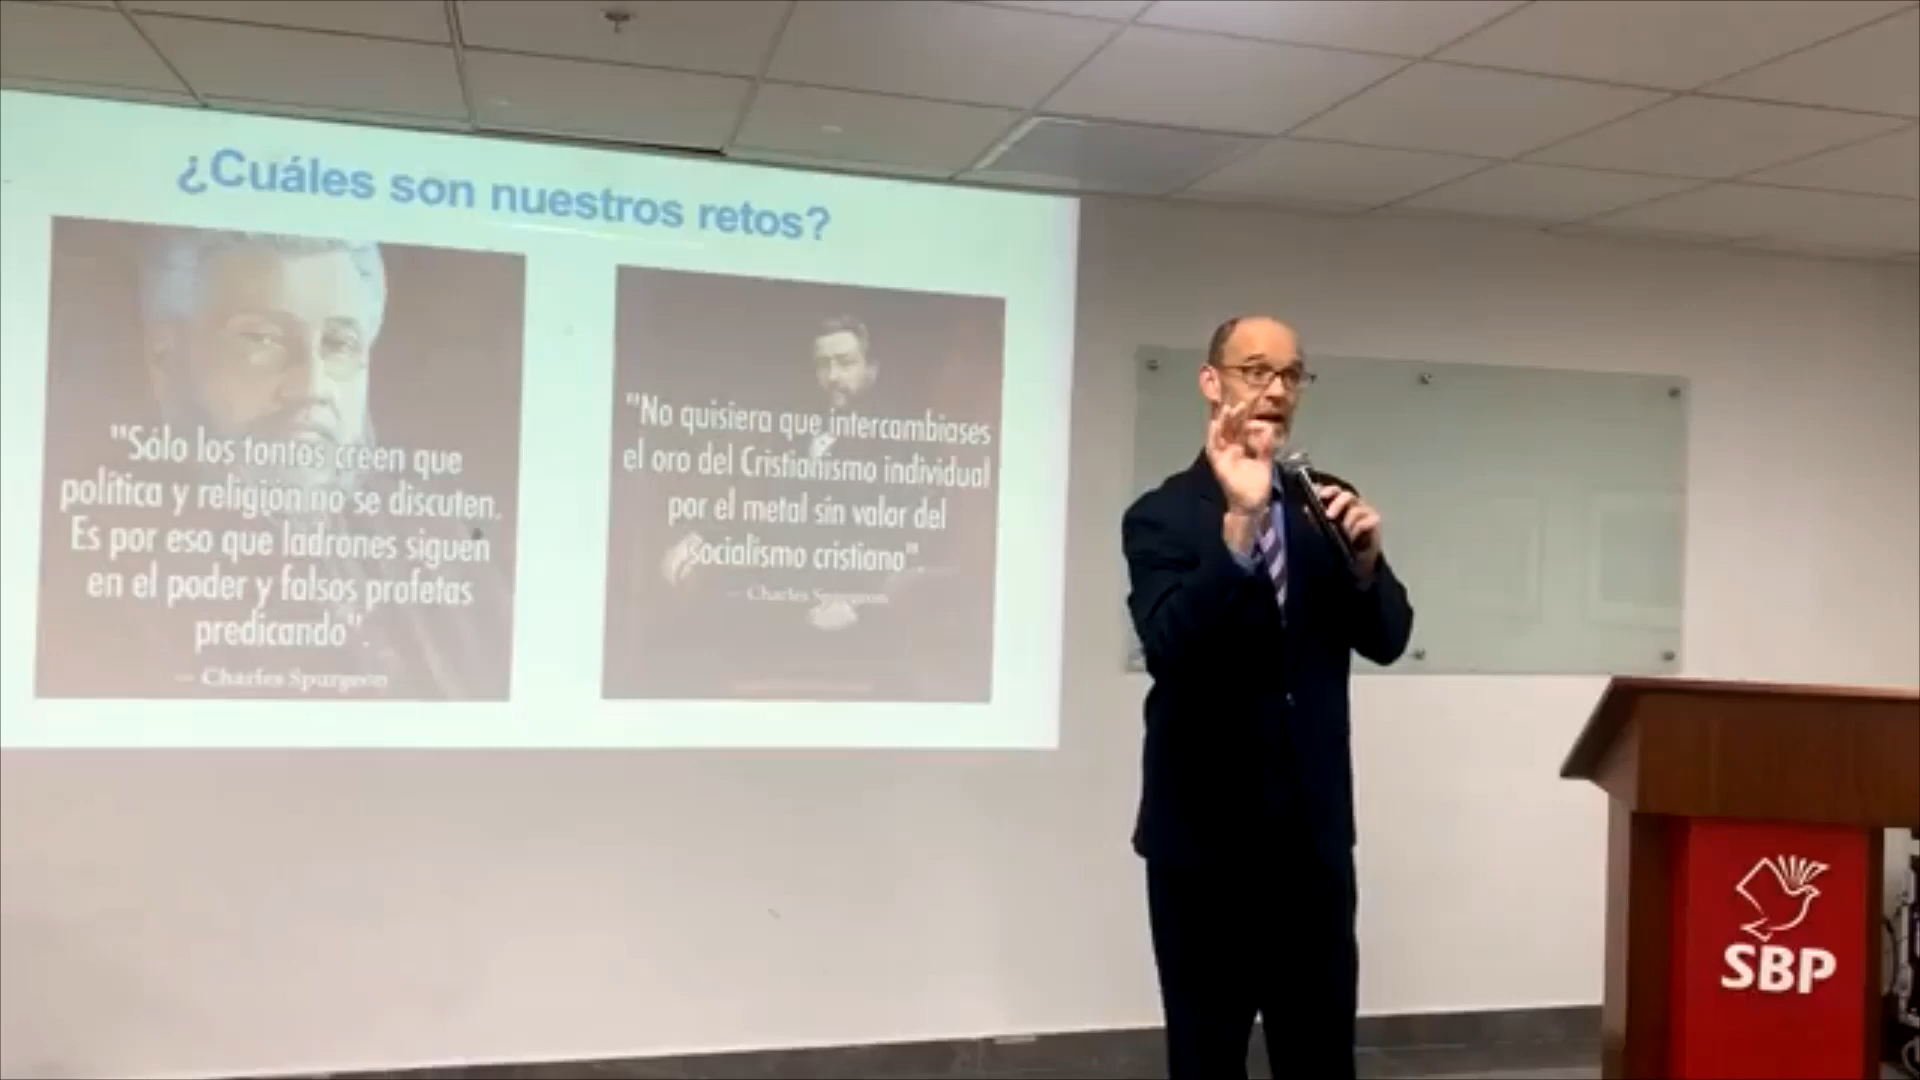 ¿Cuáles son nuestros retos?
"Sólo los tontos creen que
política y religión no se discuten.
Es por eso que ladrones siguen
en el poder y falsos profetas
predicando".
— Charles Spurgeon
"No quisiera que intercambiases
el oro del Cristianismo individual
por el metal sin valor del
socialismo cristiano".
— Charles Spurgeon
SBP